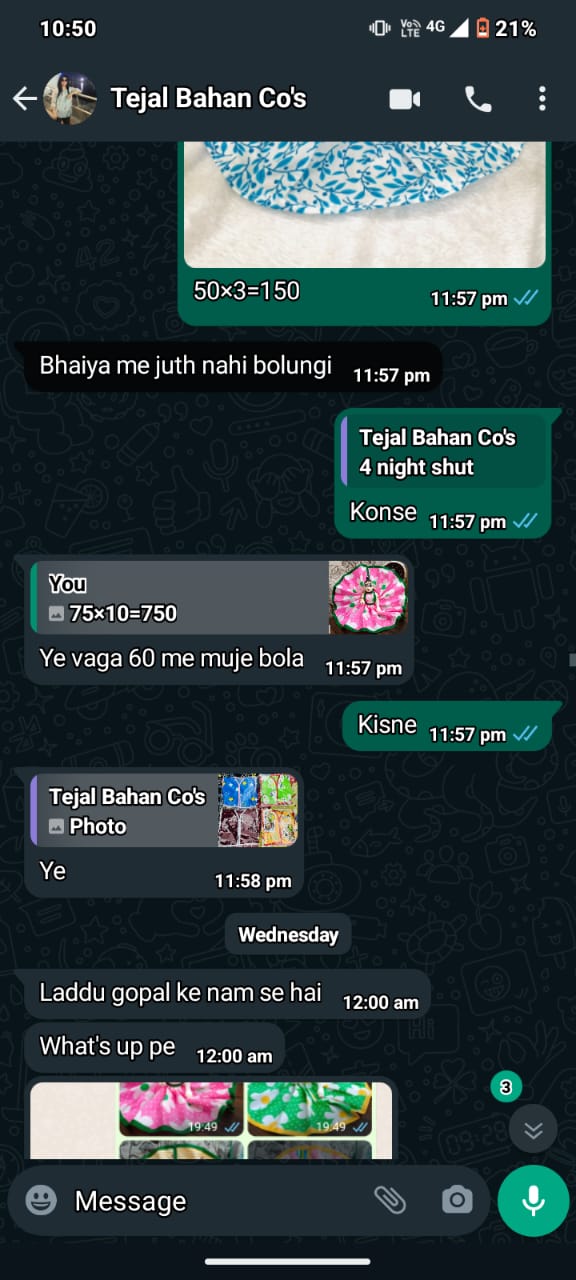 10:50
Vo
LTE
4G
21%
Tejal Bahan Co's
50×3=150
11:57 pm
Bhaiya me juth nahi bolungi
11:57 pm
Tejal Bahan Co's
4 night shut
Konse
11:57 pm
You
75×10=750
Ye vaga 60 me muje bola
11:57 pm
Kisne
11:57 pm
Tejal Bahan Co's
Photo
Ye
11:58 pm
Wednesday
Laddu gopal ke nam se hai
12:00 am
What's up pe
12:00 am
3
19:49
19:49
Message